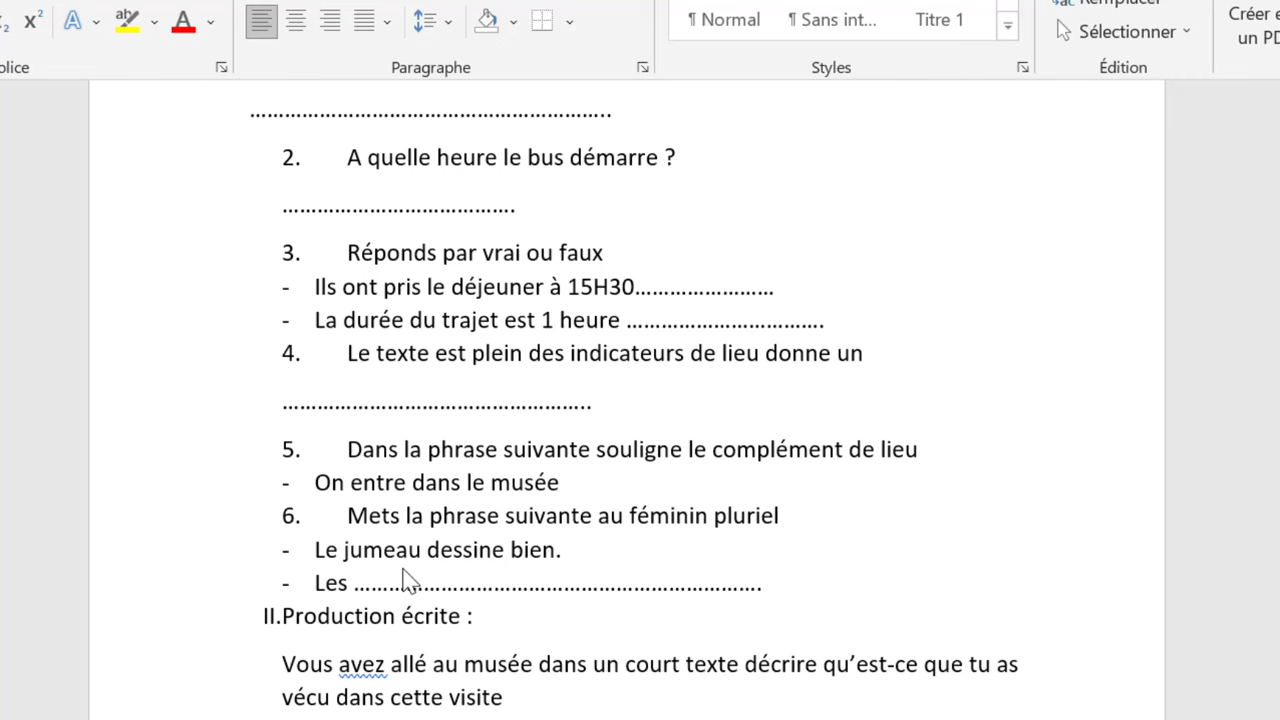 x² A ab A
¶ Normal ¶ Sans int... Titre 1
Remplacer
Sélectionner
Créer e
un PD
olice Paragraphe Styles Édition
…………………………………………………..
2. A quelle heure le bus démarre ?
………………………………….
3. Réponds par vrai ou faux
- Ils ont pris le déjeuner à 15H30……………………
- La durée du trajet est 1 heure …………………………….
4. Le texte est plein des indicateurs de lieu donne un
……………………………………………..
5. Dans la phrase suivante souligne le complément de lieu
- On entre dans le musée
6. Mets la phrase suivante au féminin pluriel
- Le jumeau dessine bien.
- Les …………………………………………………………….
II.Production écrite :
Vous avez allé au musée dans un court texte décrire qu’est-ce que tu as
vécu dans cette visite